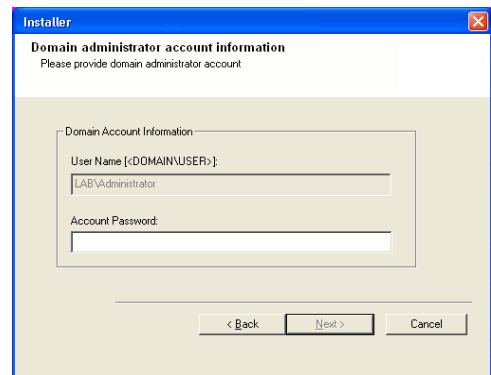 Installer
Domain administrator account information
Please provide domain administrator account
Domain Account Information
User Name [<DOMAIN\USER>]:
LAB\Administrator
Account Password:
< Back
Next >
Cancel